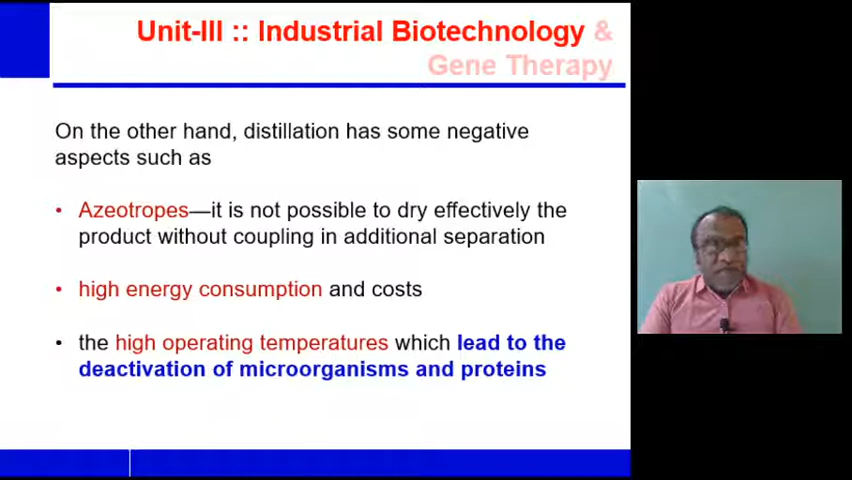 Unit-III :: Industrial Biotechnology &
Gene Therapy
On the other hand, distillation has some negative
aspects such as
• Azeotropes—it is not possible to dry effectively the
product without coupling in additional separation
• high energy consumption and costs
• the high operating temperatures which lead to the
deactivation of microorganisms and proteins